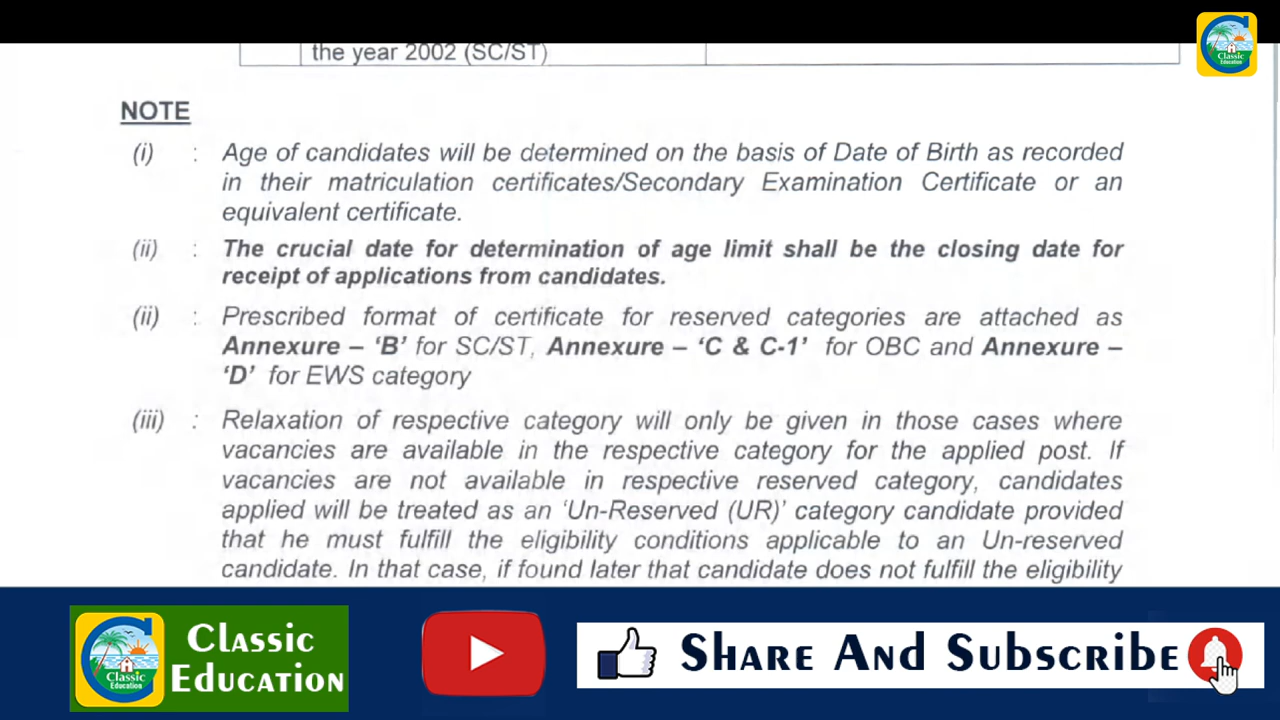 the year 2002 (SC/ST)
Classic
Education
NOTE
(i) : Age of candidates will be determined on the basis of Date of Birth as recorded
in their matriculation certificates/Secondary Examination Certificate or an
equivalent certificate.
(ii) : The crucial date for determination of age limit shall be the closing date for
receipt of applications from candidates.
(ii) : Prescribed format of certificate for reserved categories are attached as
Annexure – 'B' for SC/ST, Annexure – 'C & C-1' for OBC and Annexure –
'D' for EWS category
(iii) : Relaxation of respective category will only be given in those cases where
vacancies are available in the respective category for the applied post. If
vacancies are not available in respective reserved category, candidates
applied will be treated as an 'Un-Reserved (UR)' category candidate provided
that he must fulfill the eligibility conditions applicable to an Un-reserved
candidate. In that case, if found later that candidate does not fulfill the eligibility
Classic
Education
Classic
Education
Share And Subscribe